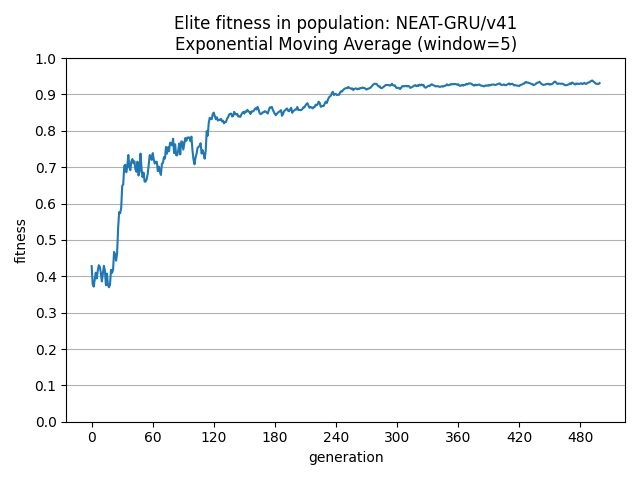 Elite fitness in population: NEAT-GRU/v41
Exponential Moving Average (window=5)
1.0
0.9
0.8
0.7
0.6
0.5
0.4
0.3
0.2
0.1
0.0
fitness
0 60 120 180 240 300 360 420 480
generation